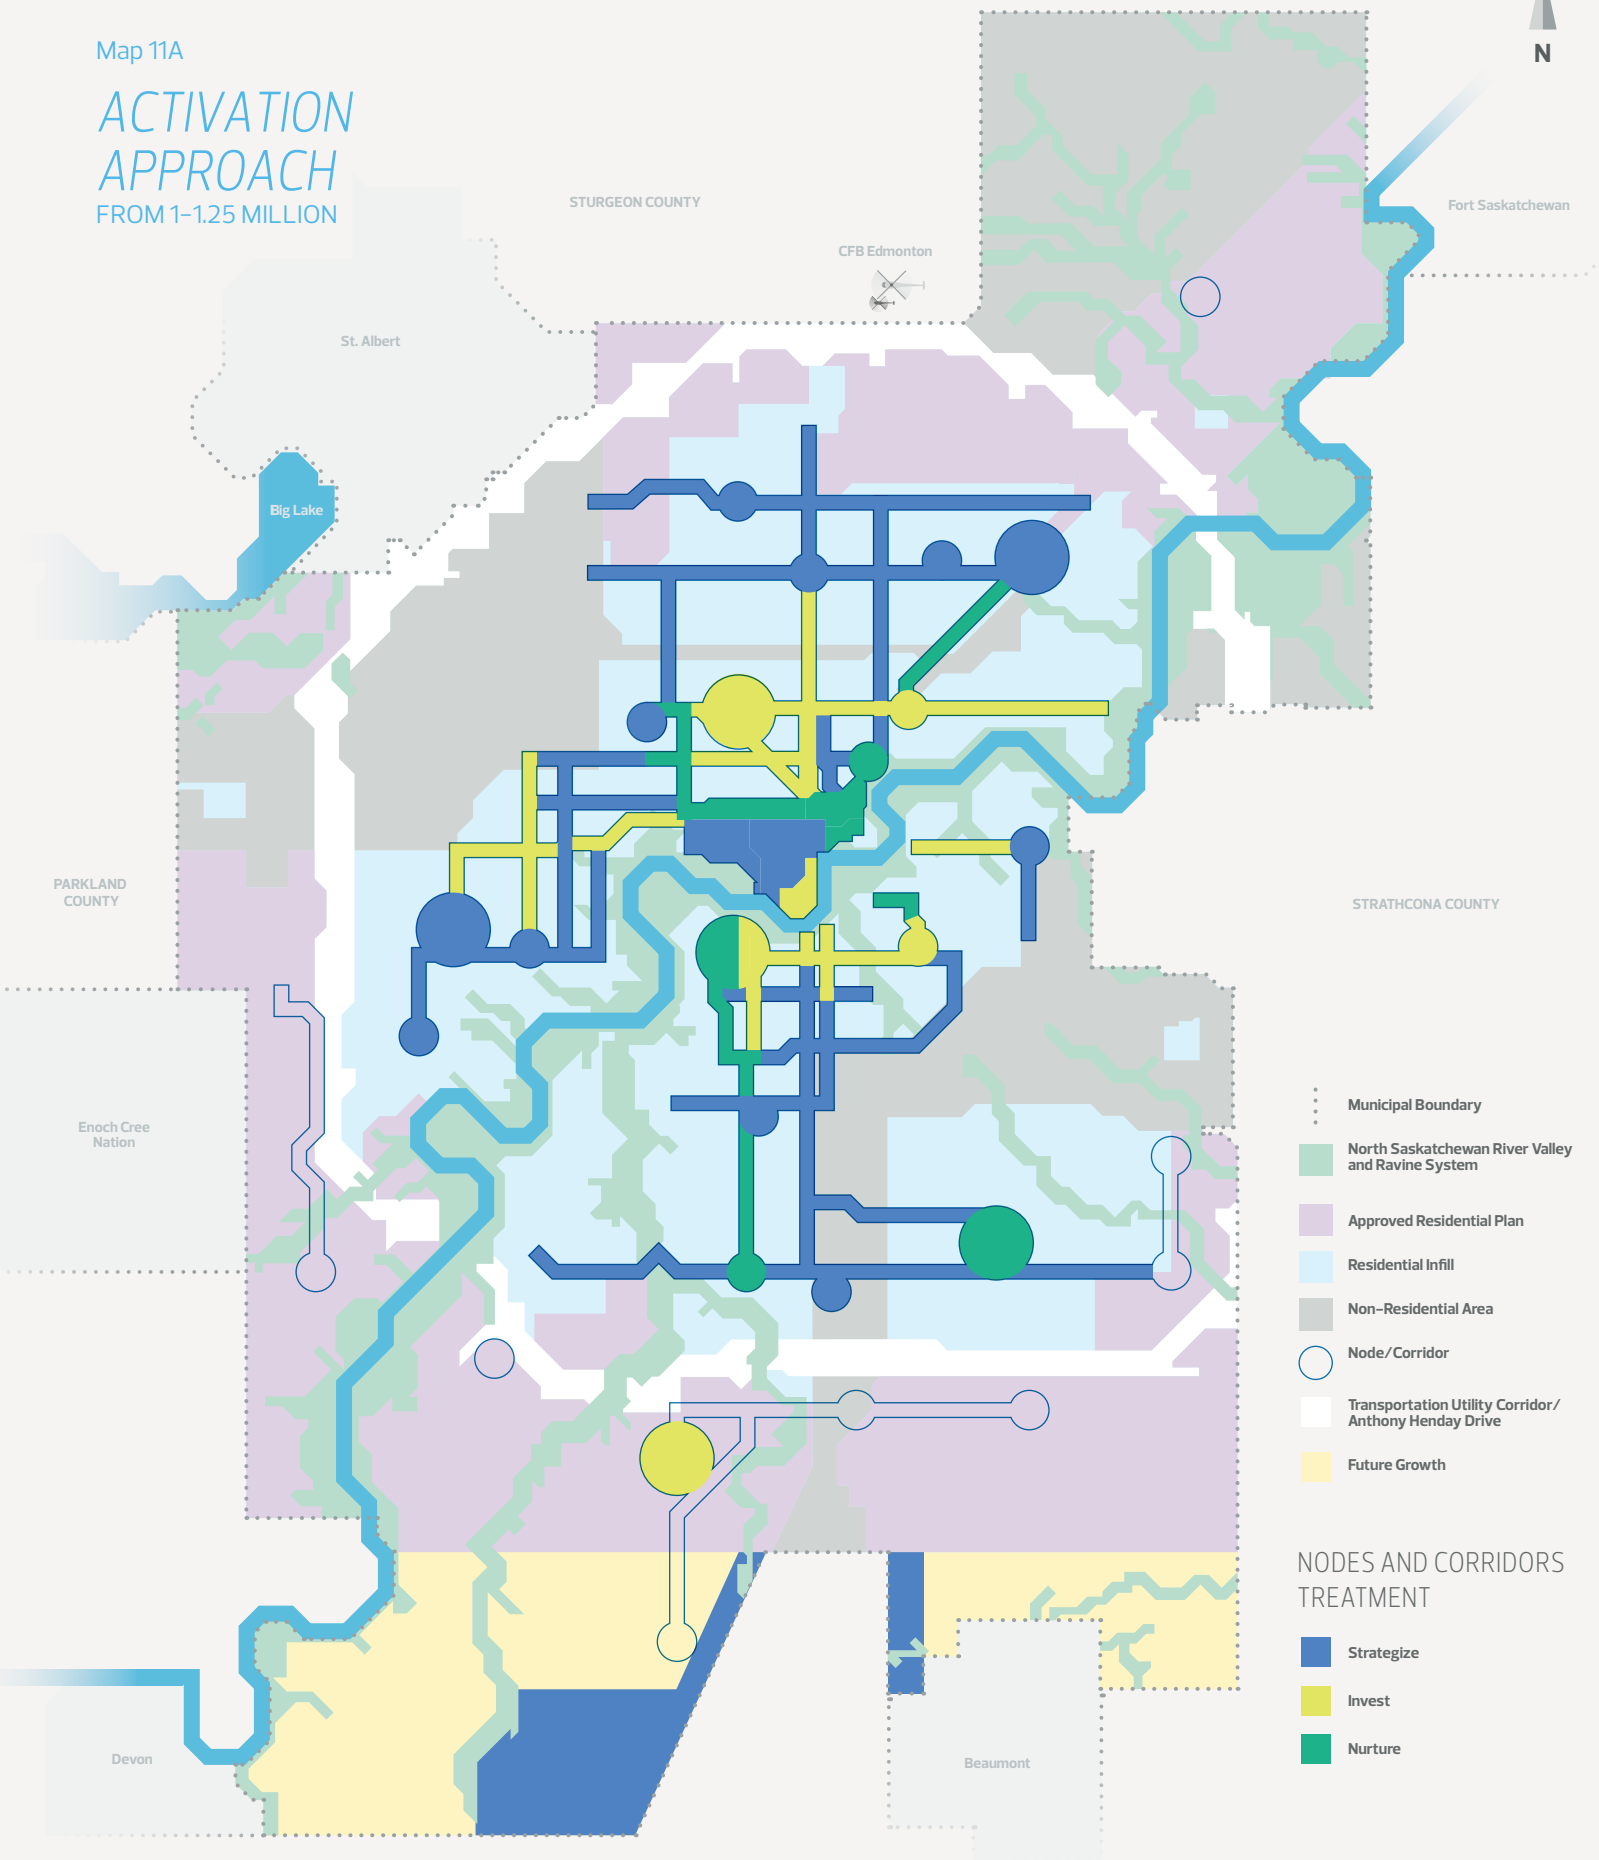 Map 11A
ACTIVATION
APPROACH
FROM 1–1.25 MILLION
N
STURGEON COUNTY
Fort Saskatchewan
CFB Edmonton
St. Albert
Big Lake
PARKLAND
COUNTY
STRATHCONA COUNTY
Enoch Cree
Nation
Devon
Beaumont
Municipal Boundary
North Saskatchewan River Valley
and Ravine System
Approved Residential Plan
Residential Infill
Non-Residential Area
Node/Corridor
Transportation Utility Corridor/
Anthony Henday Drive
Future Growth
NODES AND CORRIDORS
TREATMENT
Strategize
Invest
Nurture